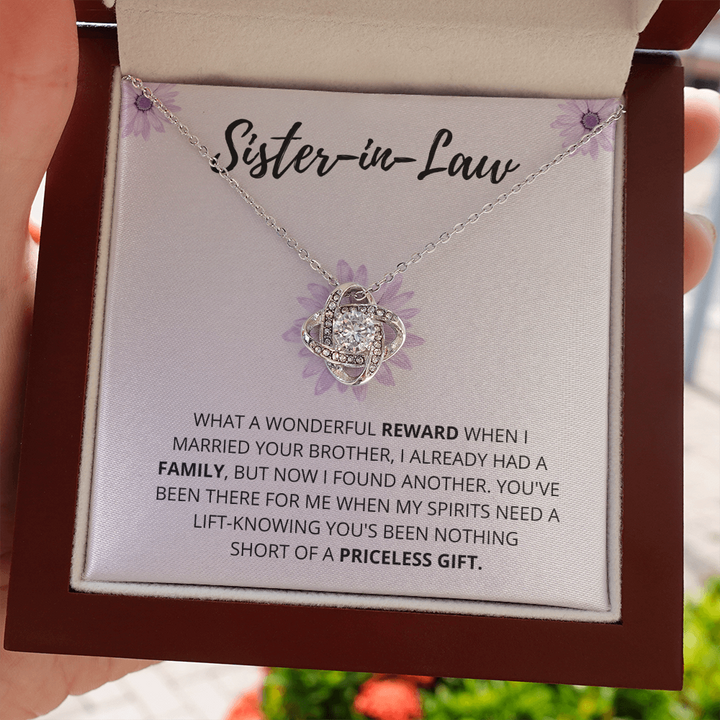 Sister-in-Law
WHAT A WONDERFUL REWARD WHEN I
MARRIED YOUR BROTHER, I ALREADY HAD A
FAMILY, BUT NOW I FOUND ANOTHER. YOU'VE
BEEN THERE FOR ME WHEN MY SPIRITS NEED A
LIFT-KNOWING YOU'S BEEN NOTHING
SHORT OF A PRICELESS GIFT.